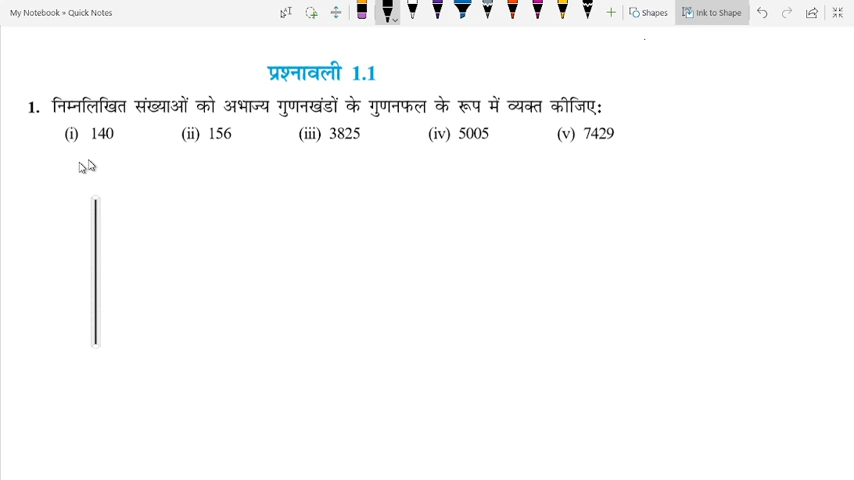 My Notebook » Quick Notes
Shapes
Ink to Shape
प्रश्नावली 1.1
1. निम्नलिखित संख्याओं को अभाज्य गुणनखंडों के गुणनफल के रूप में व्यक्त कीजिए:
(i) 140 (ii) 156 (iii) 3825 (iv) 5005 (v) 7429